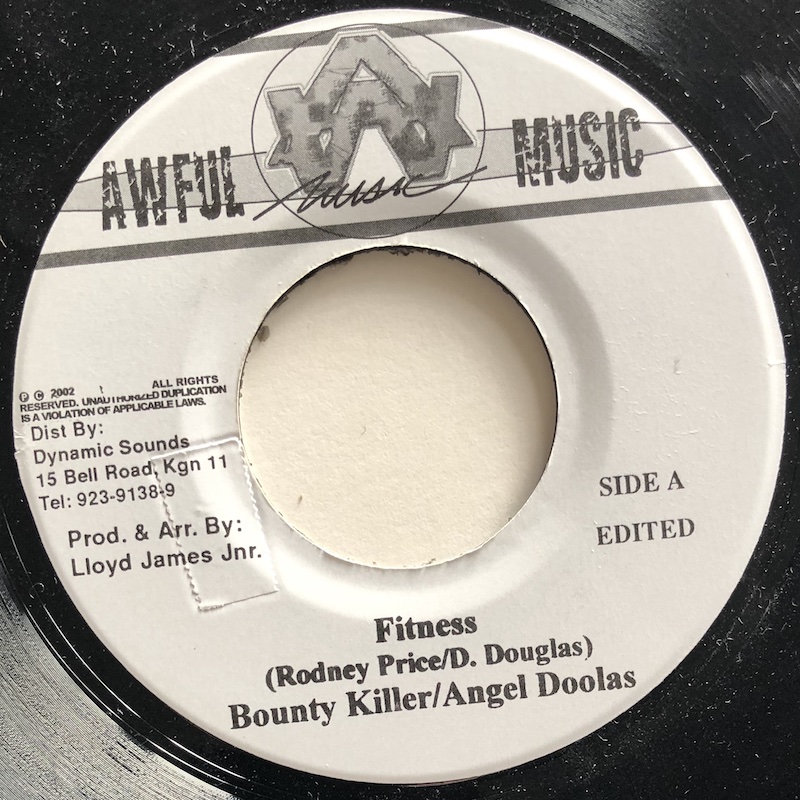 AWFUL
music
MUSIC
℗ © 2002 ALL RIGHTS
RESERVED. UNAUTHORIZED DUPLICATION
IS A VIOLATION OF APPLICABLE LAWS.
Dist By:
Dynamic Sounds
15 Bell Road, Kgn 11
Tel: 923-9138-9
Prod. & Arr. By:
Lloyd James Jnr.
SIDE A
EDITED
Fitness
(Rodney Price/D. Douglas)
Bounty Killer/Angel Doolas